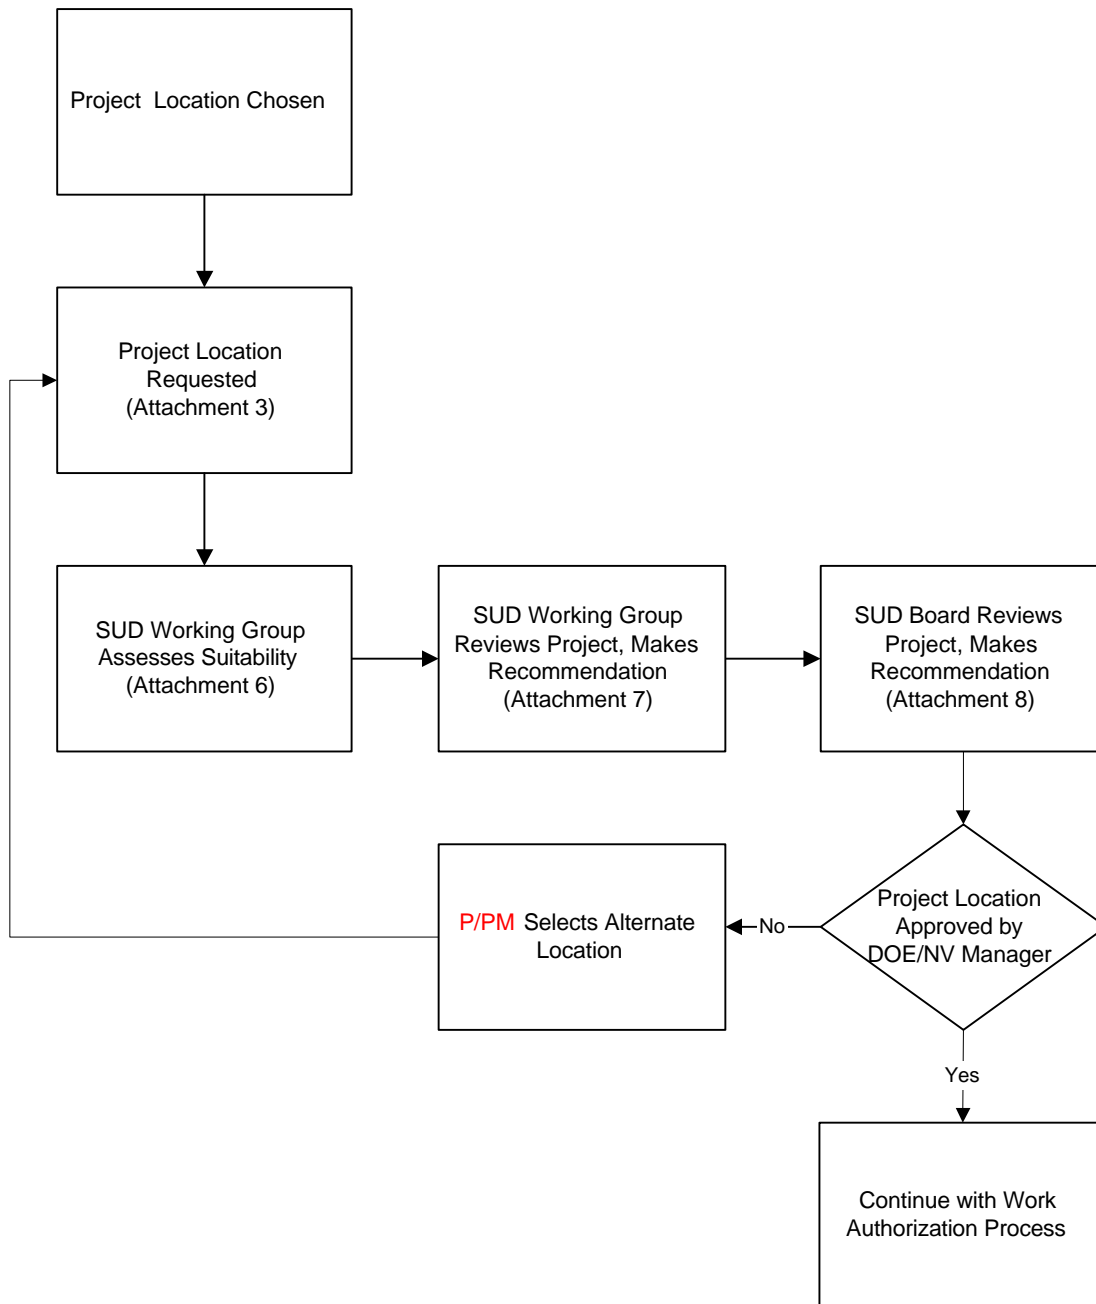 Project Location Chosen
Project Location
Requested
(Attachment 3)
SUD Working Group
Assesses Suitability
(Attachment 6)
SUD Working Group
Reviews Project, Makes
Recommendation
(Attachment 7)
SUD Board Reviews
Project, Makes
Recommendation
(Attachment 8)
Project Location
Approved by
DOE/NV Manager
No
P/PM Selects Alternate
Location
Yes
Continue with Work
Authorization Process